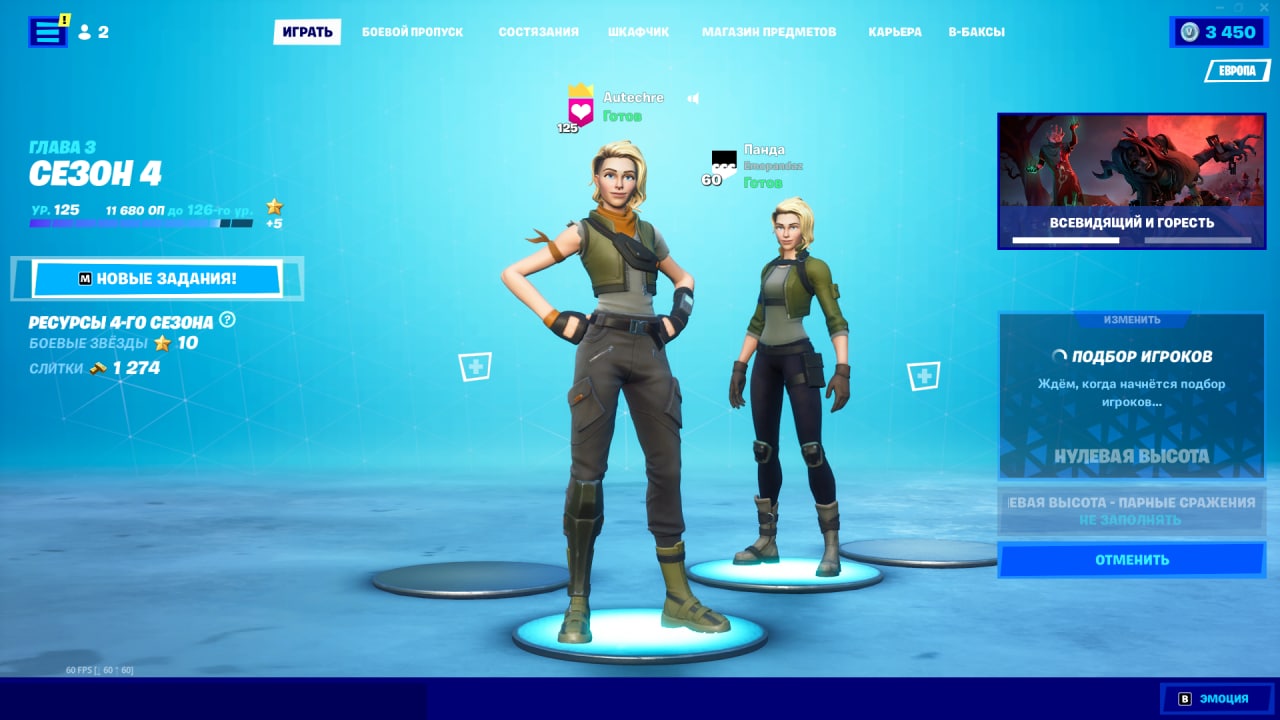 !
2
ИГРАТЬ
БОЕВОЙ ПРОПУСК
СОСТЯЗАНИЯ
ШКАФЧИК
МАГАЗИН ПРЕДМЕТОВ
КАРЬЕРА
В-БАКСЫ
V 3 450
ЕВРОПА
Autechre
125
Готов
Панда
Emopandaz
60
Готов
ГЛАВА 3
СЕЗОН 4
УР. 125 11 680 ОП до 126-го ур.
+5
M НОВЫЕ ЗАДАНИЯ!
РЕСУРСЫ 4-ГО СЕЗОНА ?
БОЕВЫЕ ЗВЁЗДЫ 10
СЛИТКИ 1 274
ВСЕВИДЯЩИЙ И ГОРЕСТЬ
ИЗМЕНИТЬ
ПОДБОР ИГРОКОВ
Ждём, когда начнётся подбор
игроков...
НУЛЕВАЯ ВЫСОТА
ЕВАЯ ВЫСОТА - ПАРНЫЕ СРАЖЕНИЯ
НЕ ЗАПОЛНЯТЬ
ОТМЕНИТЬ
60 FPS [↓ 60 ↑ 60]
B ЭМОЦИЯ